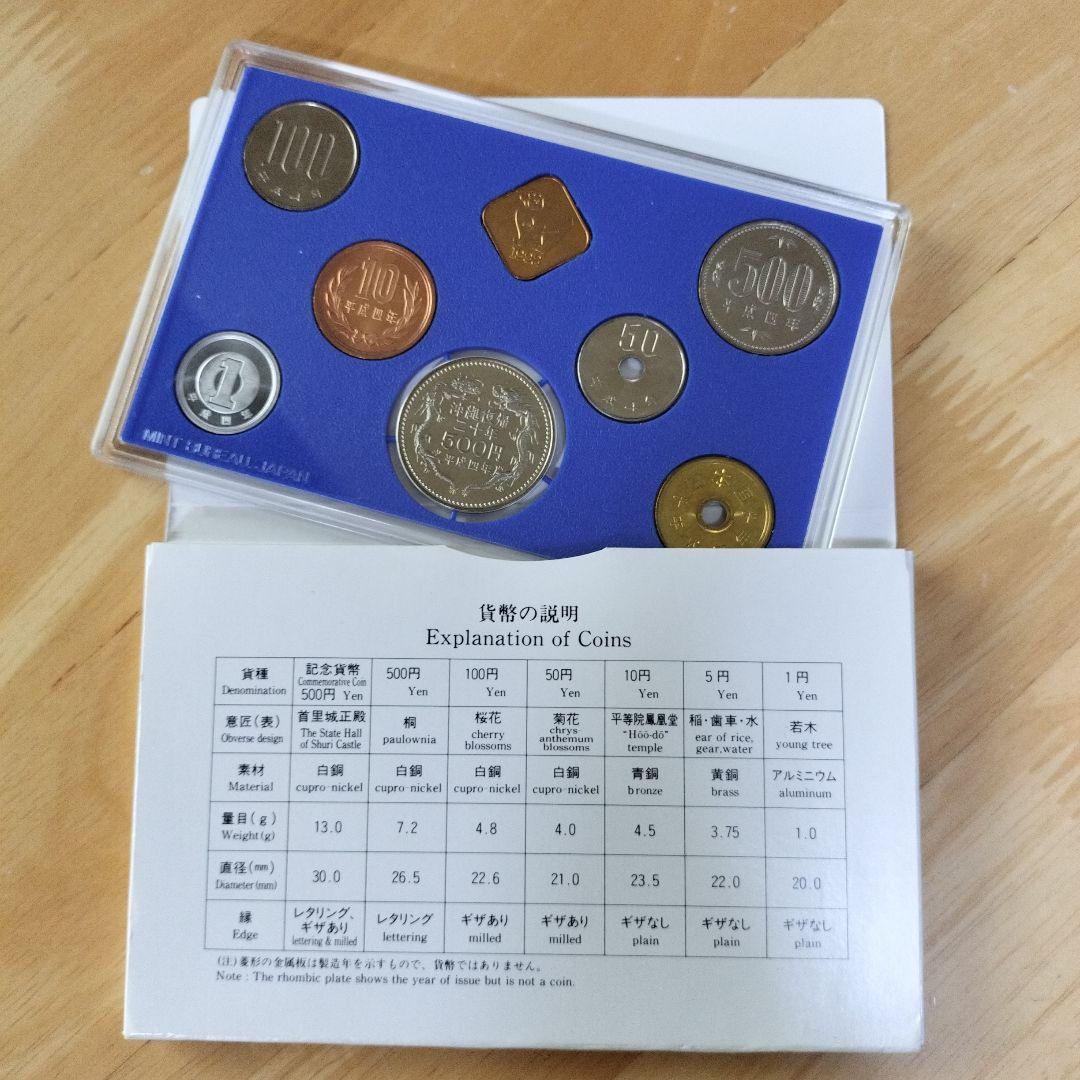 100
平成四年
1992
500
平成四年
10
平成四年
50
平成四年
1
平成四年
沖縄復帰
二十年
500円
平成四年
日本国
MINT BUREAU, JAPAN
貨幣の説明
Explanation of Coins
貨種 記念貨幣 500円 100円 50円 10円 5円 1円
Denomination Commemorative Coin 500円 Yen Yen Yen Yen Yen Yen Yen
意匠(表) 首里城正殿 桐 桜花 菊花 平等院鳳凰堂 稲・歯車・水 若木
Obverse design The State Hall of Shuri Castle paulownia cherry blossoms chrys-anthemum blossoms "Hōō-dō" temple ear of rice, gear,water young tree
素材 白銅 白銅 白銅 白銅 青銅 黄銅 アルミニウム
Material cupro-nickel cupro-nickel cupro-nickel cupro-nickel bronze brass aluminum
量目(g) 13.0 7.2 4.8 4.0 4.5 3.75 1.0
Weight(g)
直径(mm) 30.0 26.5 22.6 21.0 23.5 22.0 20.0
Diameter(mm)
縁 レタリング、ギザあり レタリング ギザあり ギザあり ギザなし ギザなし ギザなし
Edge lettering & milled lettering milled milled plain plain plain
(注)菱形の金属板は製造年を示すもので、貨幣ではありません。
Note : The rhombic plate shows the year of issue but is not a coin.